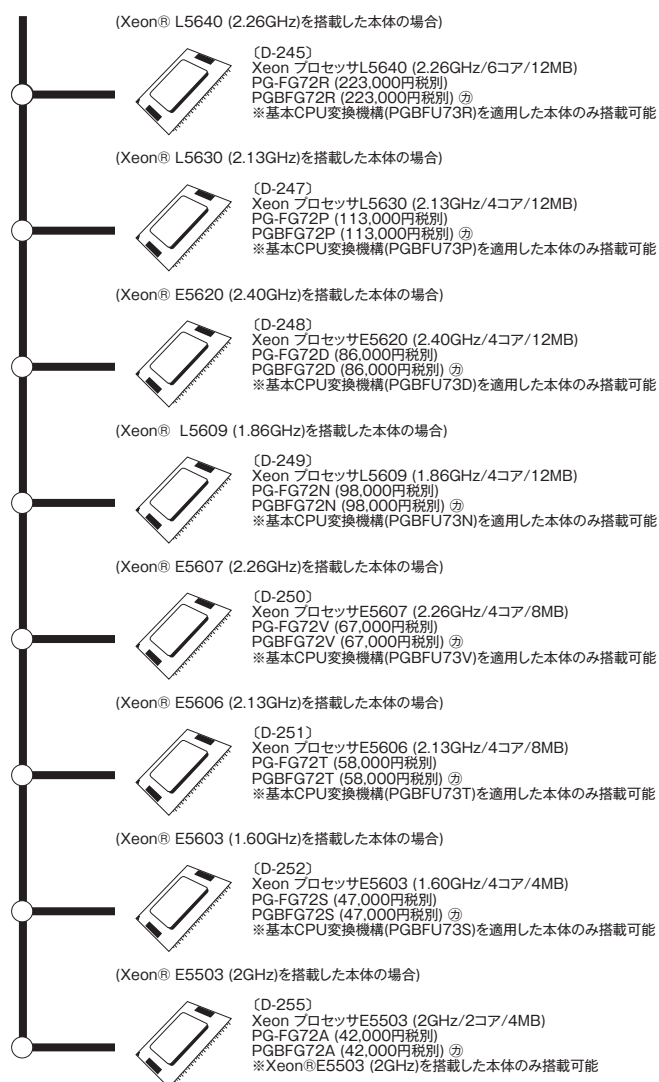 (Xeon® L5640 (2.26GHz)を搭載した本体の場合)
〔D-245〕
Xeon プロセッサL5640 (2.26GHz/6コア/12MB)
PG-FG72R (223,000円税別)
PGBFG72R (223,000円税別) ㋕
※基本CPU変換機構(PGBFU73R)を適用した本体のみ搭載可能
(Xeon® L5630 (2.13GHz)を搭載した本体の場合)
〔D-247〕
Xeon プロセッサL5630 (2.13GHz/4コア/12MB)
PG-FG72P (113,000円税別)
PGBFG72P (113,000円税別) ㋕
※基本CPU変換機構(PGBFU73P)を適用した本体のみ搭載可能
(Xeon® E5620 (2.40GHz)を搭載した本体の場合)
〔D-248〕
Xeon プロセッサE5620 (2.40GHz/4コア/12MB)
PG-FG72D (86,000円税別)
PGBFG72D (86,000円税別) ㋕
※基本CPU変換機構(PGBFU73D)を適用した本体のみ搭載可能
(Xeon® L5609 (1.86GHz)を搭載した本体の場合)
〔D-249〕
Xeon プロセッサL5609 (1.86GHz/4コア/12MB)
PG-FG72N (98,000円税別)
PGBFG72N (98,000円税別) ㋕
※基本CPU変換機構(PGBFU73N)を適用した本体のみ搭載可能
(Xeon® E5607 (2.26GHz)を搭載した本体の場合)
〔D-250〕
Xeon プロセッサE5607 (2.26GHz/4コア/8MB)
PG-FG72V (67,000円税別)
PGBFG72V (67,000円税別) ㋕
※基本CPU変換機構(PGBFU73V)を適用した本体のみ搭載可能
(Xeon® E5606 (2.13GHz)を搭載した本体の場合)
〔D-251〕
Xeon プロセッサE5606 (2.13GHz/4コア/8MB)
PG-FG72T (58,000円税別)
PGBFG72T (58,000円税別) ㋕
※基本CPU変換機構(PGBFU73T)を適用した本体のみ搭載可能
(Xeon® E5603 (1.60GHz)を搭載した本体の場合)
〔D-252〕
Xeon プロセッサE5603 (1.60GHz/4コア/4MB)
PG-FG72S (47,000円税別)
PGBFG72S (47,000円税別) ㋕
※基本CPU変換機構(PGBFU73S)を適用した本体のみ搭載可能
(Xeon® E5503 (2GHz)を搭載した本体の場合)
〔D-255〕
Xeon プロセッサE5503 (2GHz/2コア/4MB)
PG-FG72A (42,000円税別)
PGBFG72A (42,000円税別) ㋕
※Xeon®E5503 (2GHz)を搭載した本体のみ搭載可能